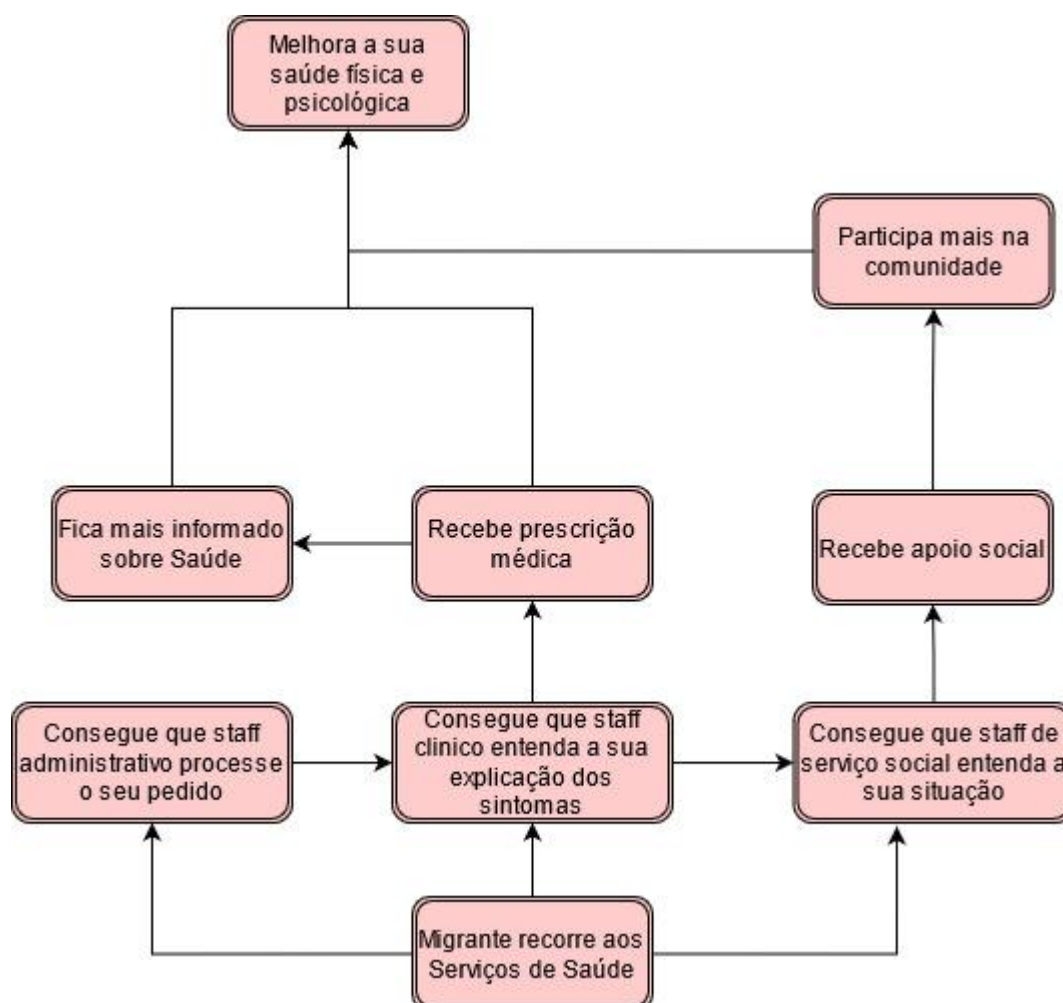 Melhora a sua
saúde física e
psicológica
Participa mais na
comunidade
Fica mais informado
sobre Saúde
Recebe prescrição
médica
Recebe apoio social
Consegue que staff
administrativo processe
o seu pedido
Consegue que staff
clinico entenda a sua
explicação dos
sintomas
Consegue que staff de
serviço social entenda a
sua situação
Migrante recorre aos
Serviços de Saúde